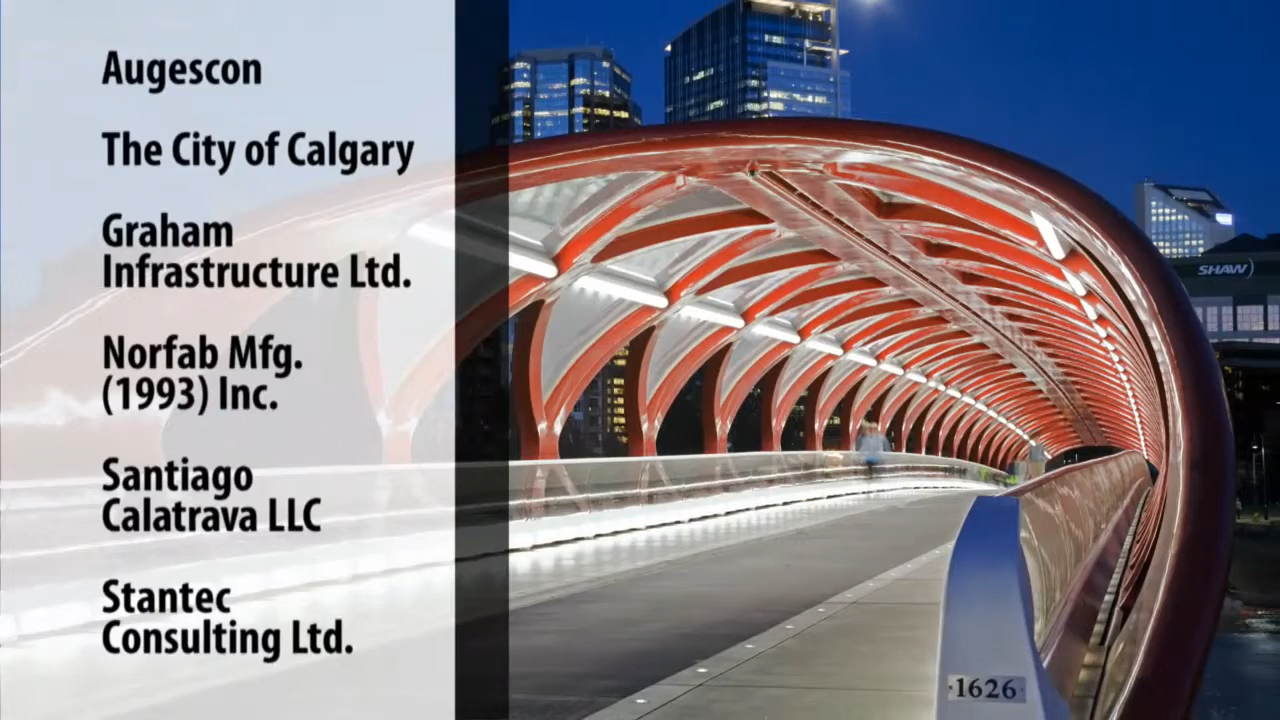 Augescon
The City of Calgary
Graham
Infrastructure Ltd.
Norfab Mfg.
(1993) Inc.
Santiago
Calatrava LLC
Stantec
Consulting Ltd.
SHAW)
·1626·